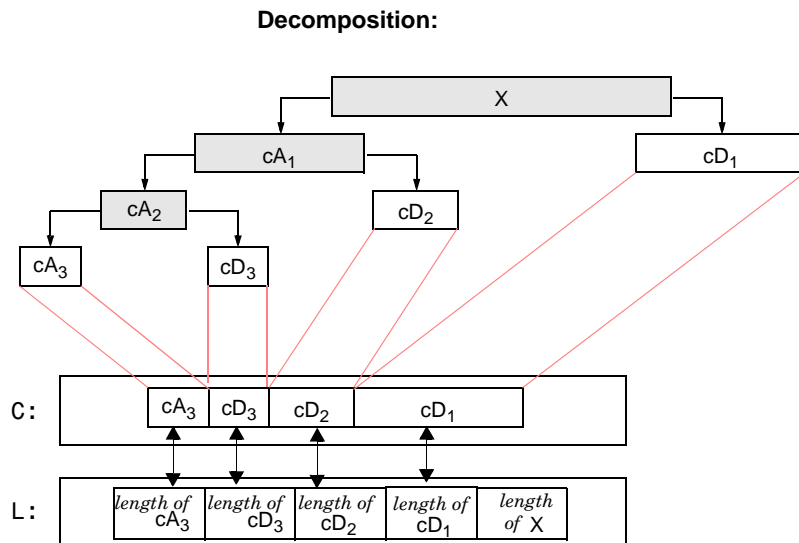 Decomposition:
X
cA₁ cD₁
cA₂ cD₂
cA₃ cD₃
C: cA₃ cD₃ cD₂ cD₁
L: length of cA₃ length of cD₃ length of cD₂ length of cD₁ length of X